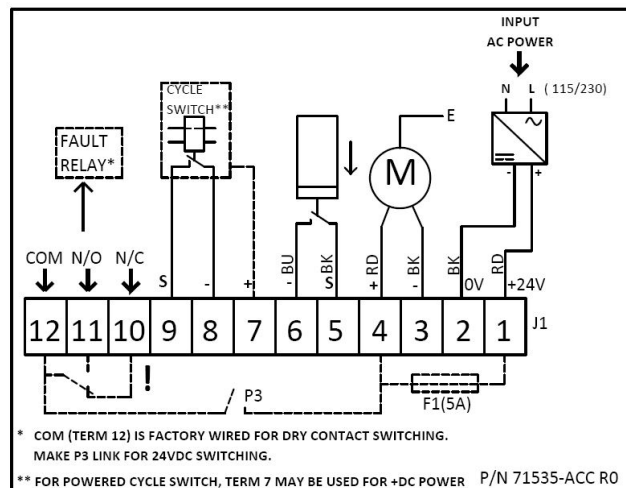 INPUT
AC POWER
N L (115/230)
CYCLE
SWITCH**
E
FAULT
RELAY*
M
- +
COM N/O N/C
S - + - BU S BK + RD - BK BK 0V RD +24V
12 11 10 9 8 7 6 5 4 3 2 1 J1
!
P3
F1(5A)
* COM (TERM 12) IS FACTORY WIRED FOR DRY CONTACT SWITCHING.
MAKE P3 LINK FOR 24VDC SWITCHING.
** FOR POWERED CYCLE SWITCH, TERM 7 MAY BE USED FOR +DC POWER
P/N 71535-ACC R0